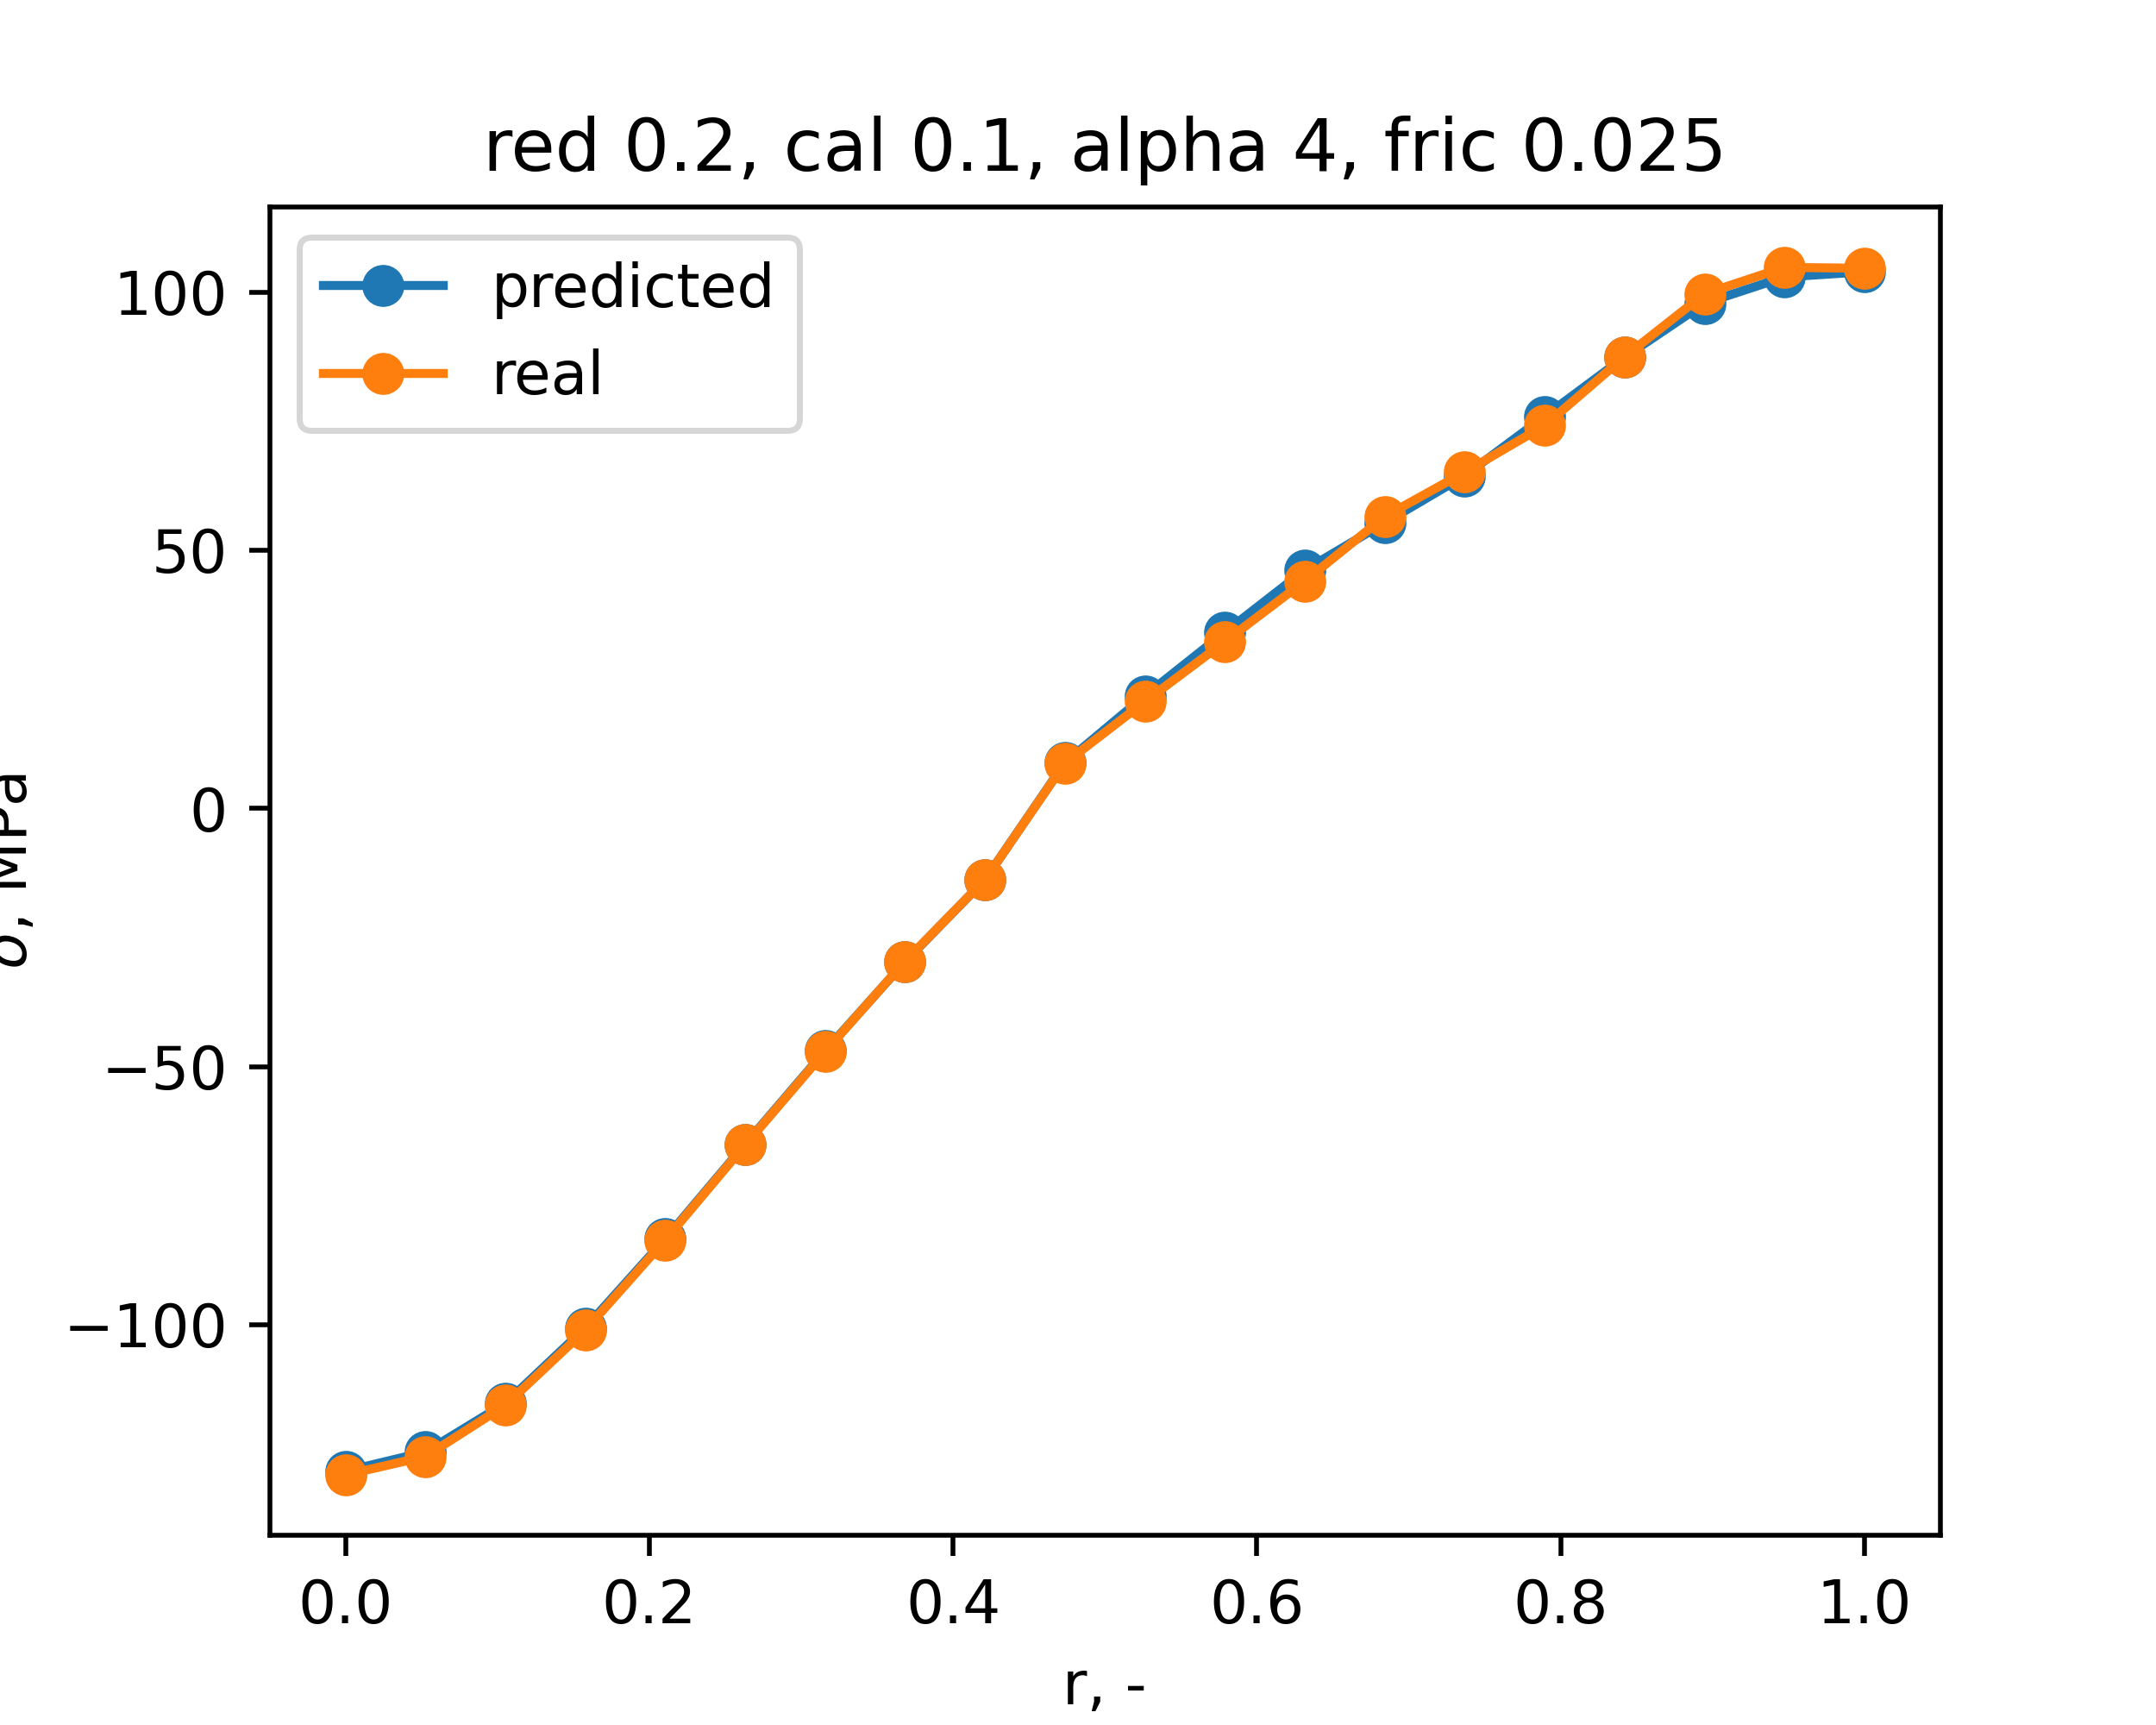 red 0.2, cal 0.1, alpha 4, fric 0.025
predicted
real
100
50
0
−50
−100
σ, MPa
0.0 0.2 0.4 0.6 0.8 1.0
r, -